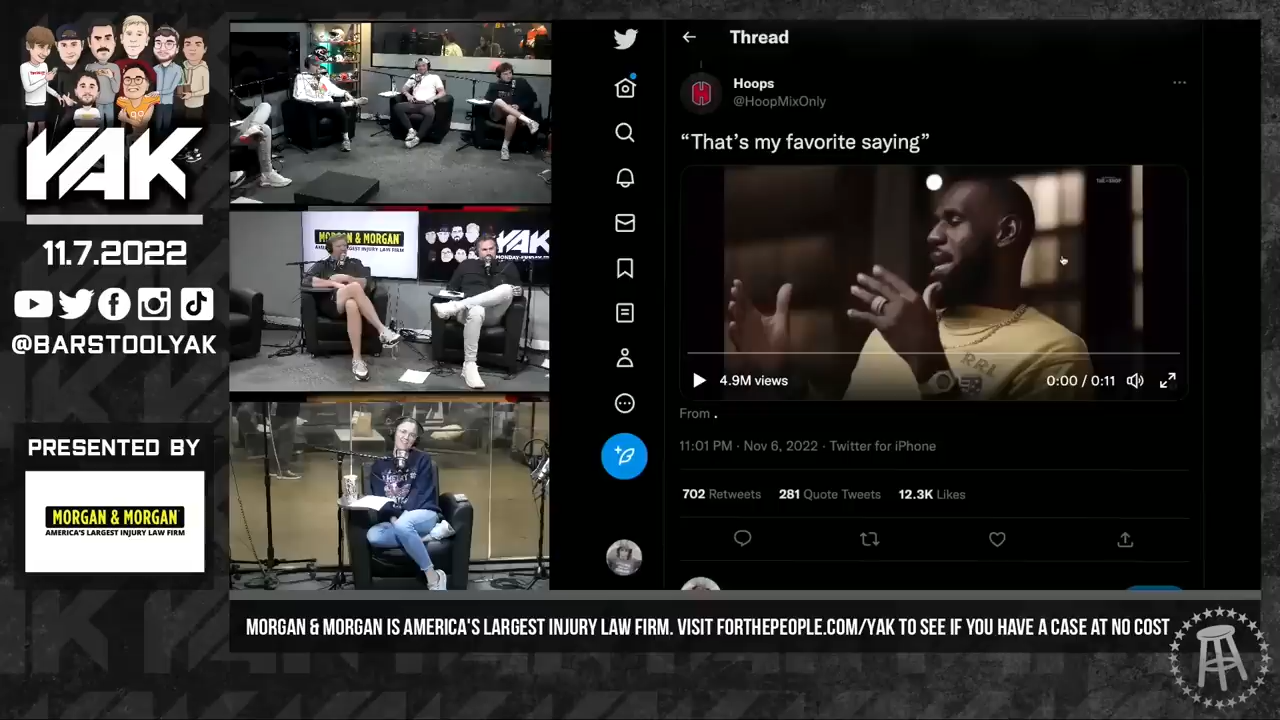 YAK
11.7.2022
@BARSTOOLYAK
PRESENTED BY
MORGAN & MORGAN
AMERICA'S LARGEST INJURY LAW FIRM
MORGAN & MORGAN
YAK
Thread
Hoops
@HoopMixOnly
“That’s my favorite saying”
4.9M views
0:00 / 0:11
From .
11:01 PM · Nov 6, 2022 · Twitter for iPhone
702 Retweets 281 Quote Tweets 12.3K Likes
MORGAN & MORGAN IS AMERICA'S LARGEST INJURY LAW FIRM. VISIT FORTHEPEOPLE.COM/YAK TO SEE IF YOU HAVE A CASE AT NO COST